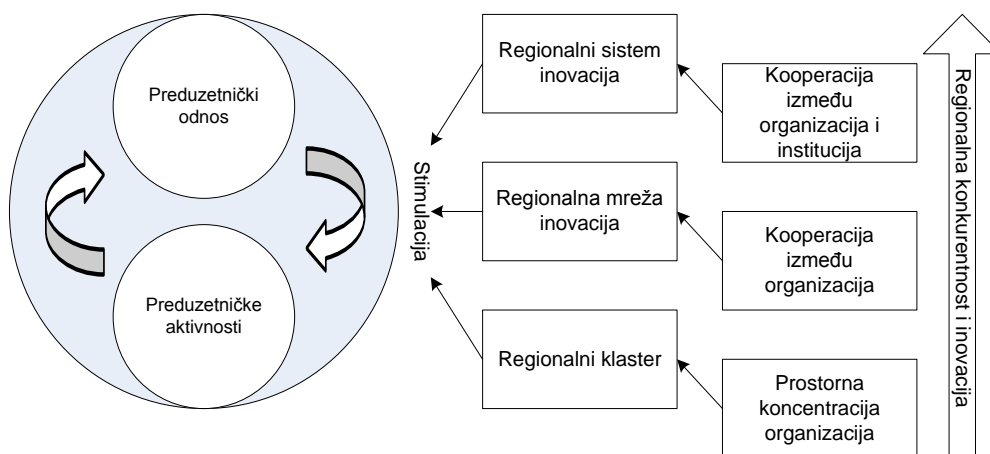 Preduzetnički
odnos
Preduzetničke
aktivnosti
Stimulacija
Regionalni sistem
inovacija
Regionalna mreža
inovacija
Regionalni klaster
Kooperacija
između
organizacija i
institucija
Kooperacija
između
organizacija
Prostorna
koncentracija
organizacija
Regionalna konkurentnost i inovacija